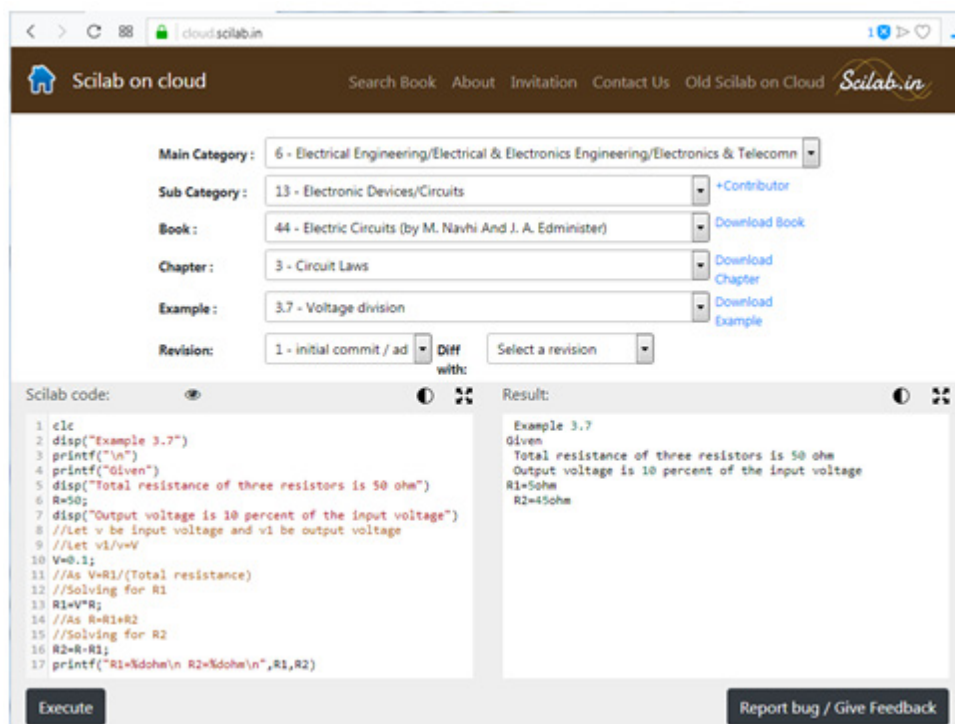 cloud.scilab.in
1
Scilab on cloud Search Book About Invitation Contact Us Old Scilab on Cloud Scilab.in
Main Category : 6 - Electrical Engineering/Electrical & Electronics Engineering/Electronics & Telecomm
Sub Category : 13 - Electronic Devices/Circuits +Contributor
Book : 44 - Electric Circuits (by M. Navhi And J. A. Edminister) Download Book
Chapter : 3 - Circuit Laws Download
Chapter
Example : 3.7 - Voltage division Download
Example
Revision: 1 - initial commit / ad Diff with: Select a revision
Scilab code:
1 clc
2 disp("Example 3.7")
3 printf("\n")
4 printf("Given")
5 disp("Total resistance of three resistors is 50 ohm")
6 R=50;
7 disp("Output voltage is 10 percent of the input voltage")
8 //Let v be input voltage and v1 be output voltage
9 //Let v1/v=V
10 V=0.1;
11 //As V=R1/(Total resistance)
12 //Solving for R1
13 R1=V*R;
14 //As R=R1+R2
15 //Solving for R2
16 R2=R-R1;
17 printf("R1=%dohm\n R2=%dohm\n",R1,R2)
Result:
Example 3.7
Given
Total resistance of three resistors is 50 ohm
Output voltage is 10 percent of the input voltage
R1=5ohm
R2=45ohm
Execute
Report bug / Give Feedback